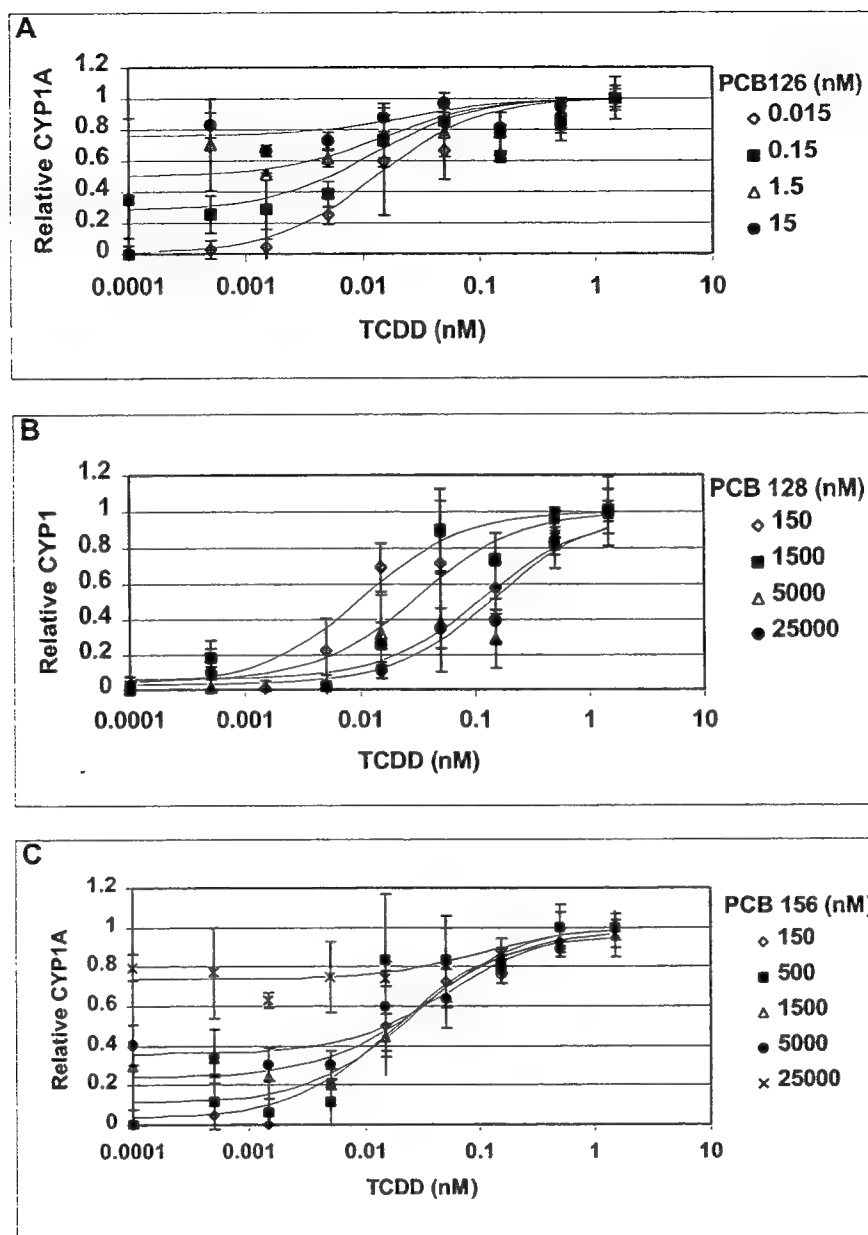 A
Relative CYP1A
1.2
1
0.8
0.6
0.4
0.2
0
0.0001 0.001 0.01 0.1 1 10
TCDD (nM)
PCB126 (nM)
0.015
0.15
1.5
15
B
Relative CYP1
1.2
1
0.8
0.6
0.4
0.2
0
0.0001 0.001 0.01 0.1 1 10
TCDD (nM)
PCB 128 (nM)
150
1500
5000
25000
C
Relative CYP1A
1.2
1
0.8
0.6
0.4
0.2
0
0.0001 0.001 0.01 0.1 1 10
TCDD (nM)
PCB 156 (nM)
150
500
1500
5000
25000